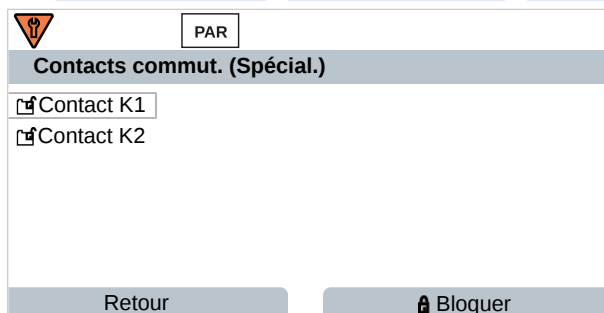 PAR
Contacts commut. (Spécial.)
Contact K1
Contact K2
Retour
Bloquer